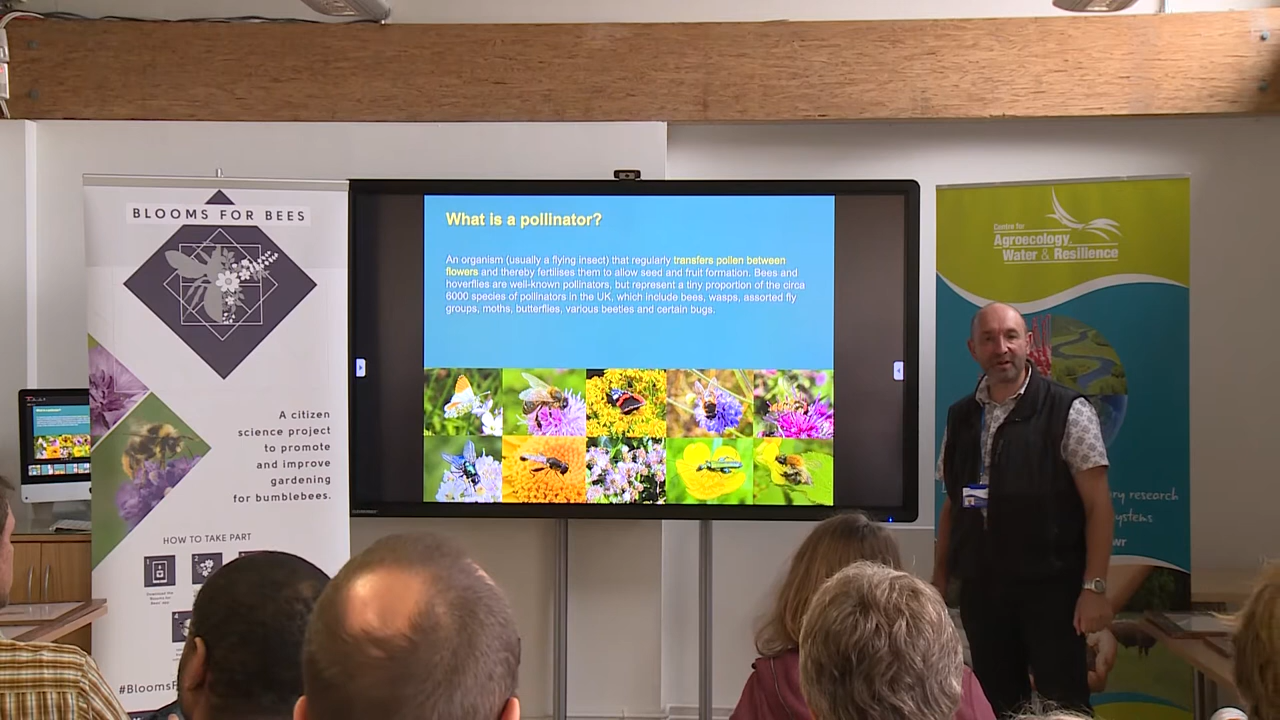 BLOOMS FOR BEES
A citizen
science project
to promote
and improve
gardening
for bumblebees.
HOW TO TAKE PART
1
2
4
#BloomsF
What is a pollinator?
An organism (usually a flying insect) that regularly transfers pollen between
flowers and thereby fertilises them to allow seed and fruit formation. Bees and
hoverflies are well-known pollinators, but represent a tiny proportion of the circa
6000 species of pollinators in the UK, which include bees, wasps, assorted fly
groups, moths, butterflies, various beetles and certain bugs.
Centre for
Agroecology,
Water & Resilience
ry research
ystems
wr